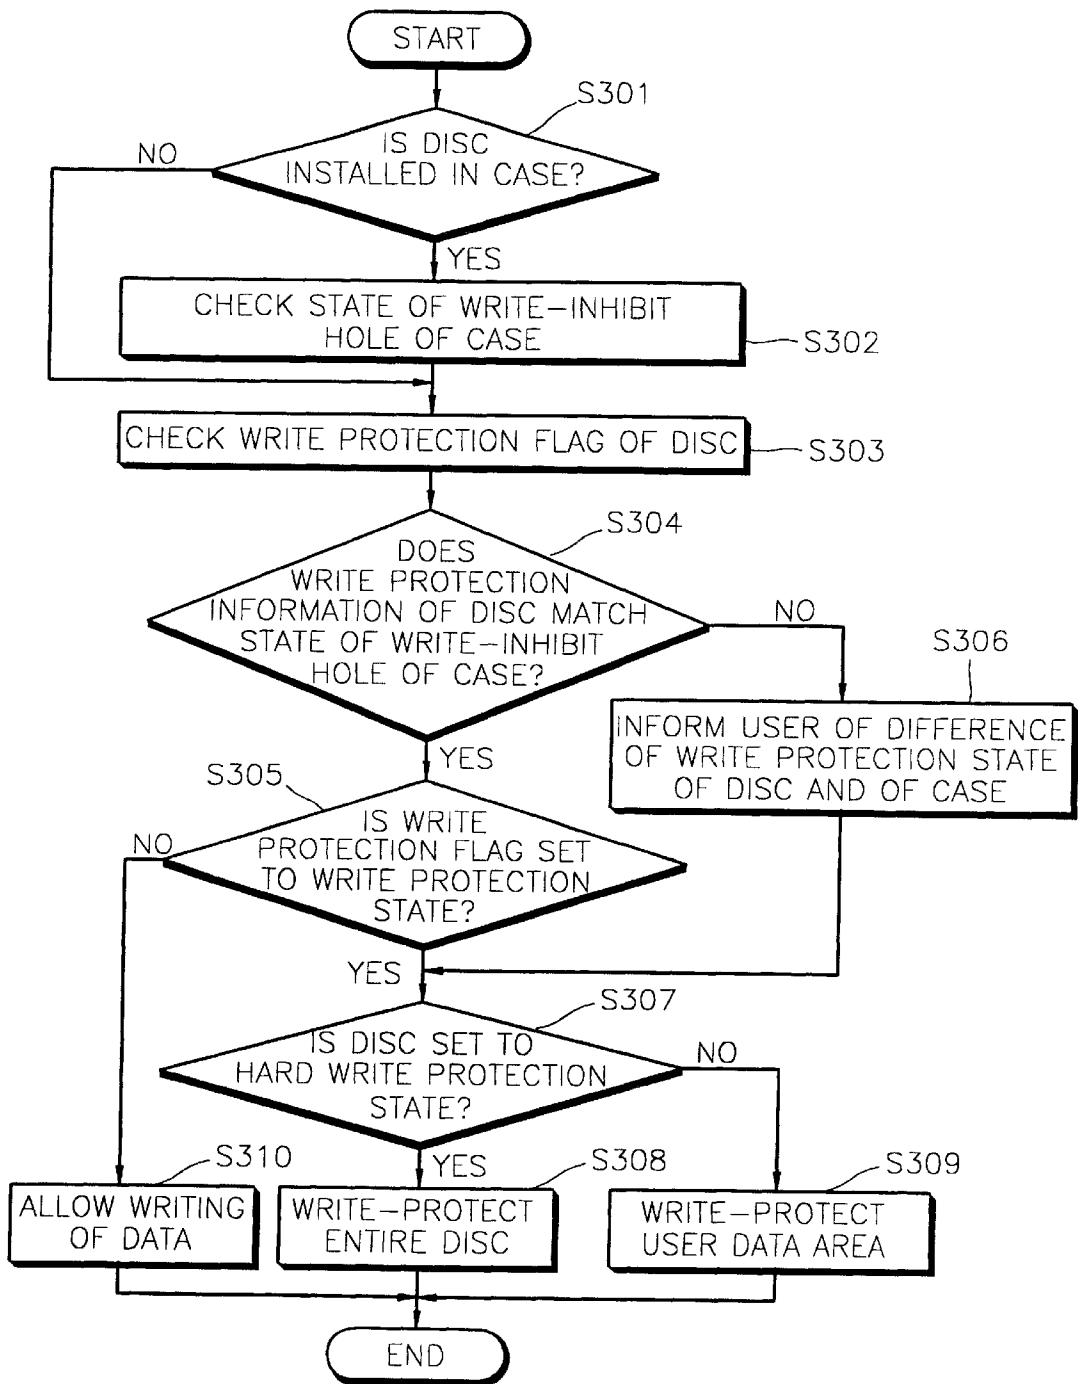 START
S301
IS DISC
INSTALLED IN CASE?
NO
YES
CHECK STATE OF WRITE-INHIBIT
HOLE OF CASE
S302
CHECK WRITE PROTECTION FLAG OF DISC
S303
S304
DOES
WRITE PROTECTION
INFORMATION OF DISC MATCH
STATE OF WRITE-INHIBIT
HOLE OF CASE?
NO
S306
INFORM USER OF DIFFERENCE
OF WRITE PROTECTION STATE
OF DISC AND OF CASE
YES
S305
IS WRITE
PROTECTION FLAG SET
TO WRITE PROTECTION
STATE?
NO
YES
S307
IS DISC SET TO
HARD WRITE PROTECTION
STATE?
NO
YES
S310
ALLOW WRITING
OF DATA
S308
WRITE-PROTECT
ENTIRE DISC
S309
WRITE-PROTECT
USER DATA AREA
END